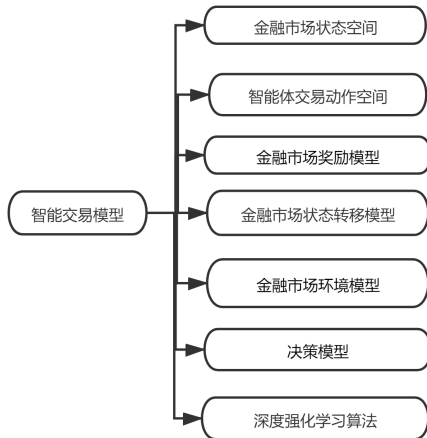 金融市场状态空间
智能体交易动作空间
金融市场奖励模型
智能交易模型
金融市场状态转移模型
金融市场环境模型
决策模型
深度强化学习算法